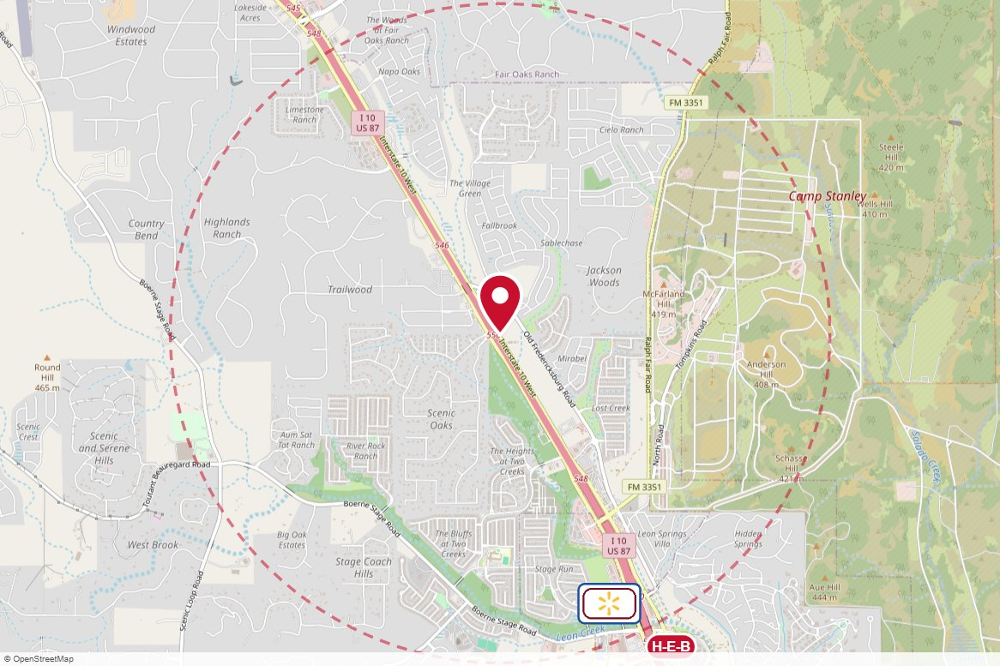 Lakeside
Acres
545
548
Windwood
Estates
The Woods
at Fair
Oaks Ranch
Road
Ralph Fair Road
Napa Oaks
Fair Oaks Ranch
FM 3351
Limestone
Ranch
I 10
US 87
Interstate 10 West
Cielo Ranch
Steele
Hill
420 m
The Village
Green
Camp Stanley
Wells Hill
410 m
Country
Bend
Highlands
Ranch
Fallbrook
546
Sablechase
Jackson
Woods
Trailwood
McFarland
Hill
419 m
Boerne Stage Road
550
Interstate 10 West
Old Fredericksburg Road
Ralph Fair Road
Tompkins Road
Mirabel
Round
Hill
465 m
Anderson
Hill
408 m
Lost Creek
Scenic
Oaks
Scenic
crest
Scenic
and Serene
Hills
Aum Sat
Tat Ranch
River Rock
Ranch
The Heights
at Two
Creeks
North Road
Salado Creek
Schasse
Hill
421 m
Toutant Beauregard Road
548
FM 3351
Boerne Stage Road
West Brook
Big Oak
Estates
The Bluffs
at Two
Creeks
I 10
US 87
Leon Springs
Villa
Hidden
Springs
Stage Coach
Hills
Stage Run
Scenic Loop Road
Aue Hill
444 m
Boerne Stage Road
Leon Creek
H-E-B
© OpenStreetMap